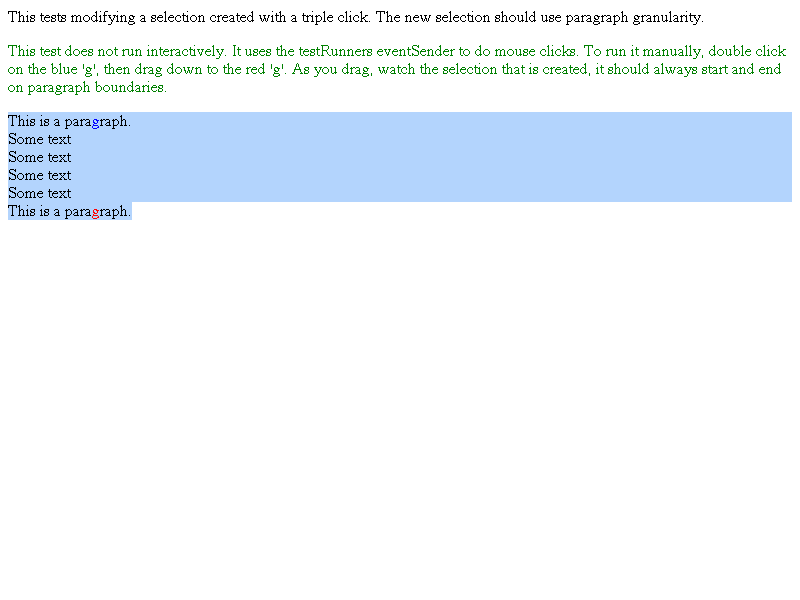 This tests modifying a selection created with a triple click. The new selection should use paragraph granularity.
This test does not run interactively. It uses the testRunners eventSender to do mouse clicks. To run it manually, double click
on the blue 'g', then drag down to the red 'g'. As you drag, watch the selection that is created, it should always start and end
on paragraph boundaries.
This is a paragraph.
Some text
Some text
Some text
Some text
This is a paragraph.